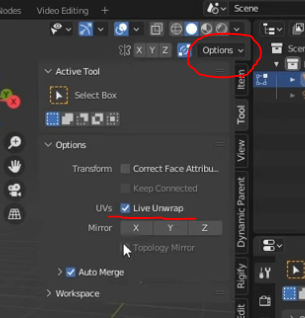 Nodes
Video Editing
+
Scene
X Y Z
Options
Active Tool
Select Box
Options
Transform
Correct Face Attribu...
Keep Connected
UVs
Live Unwrap
Mirror
X
Y
Z
Topology Mirror
Auto Merge
Workspace
Item
Tool
View
Dynamic Parent
Rigify
Edit
Y